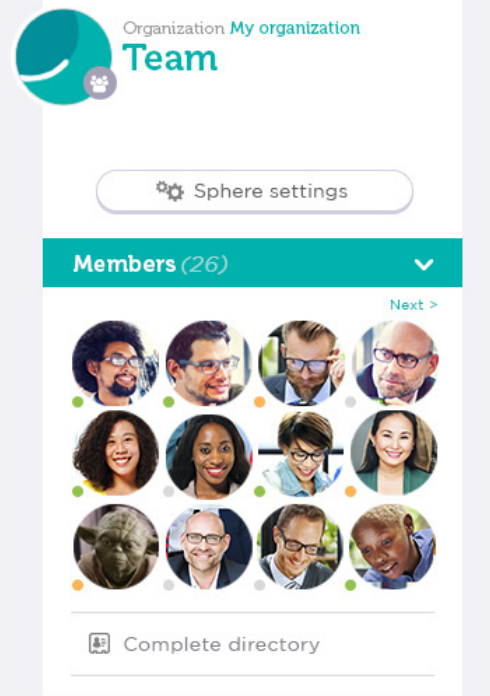 Organization My organization
Team
Sphere settings
Members (26)
Next >
Complete directory